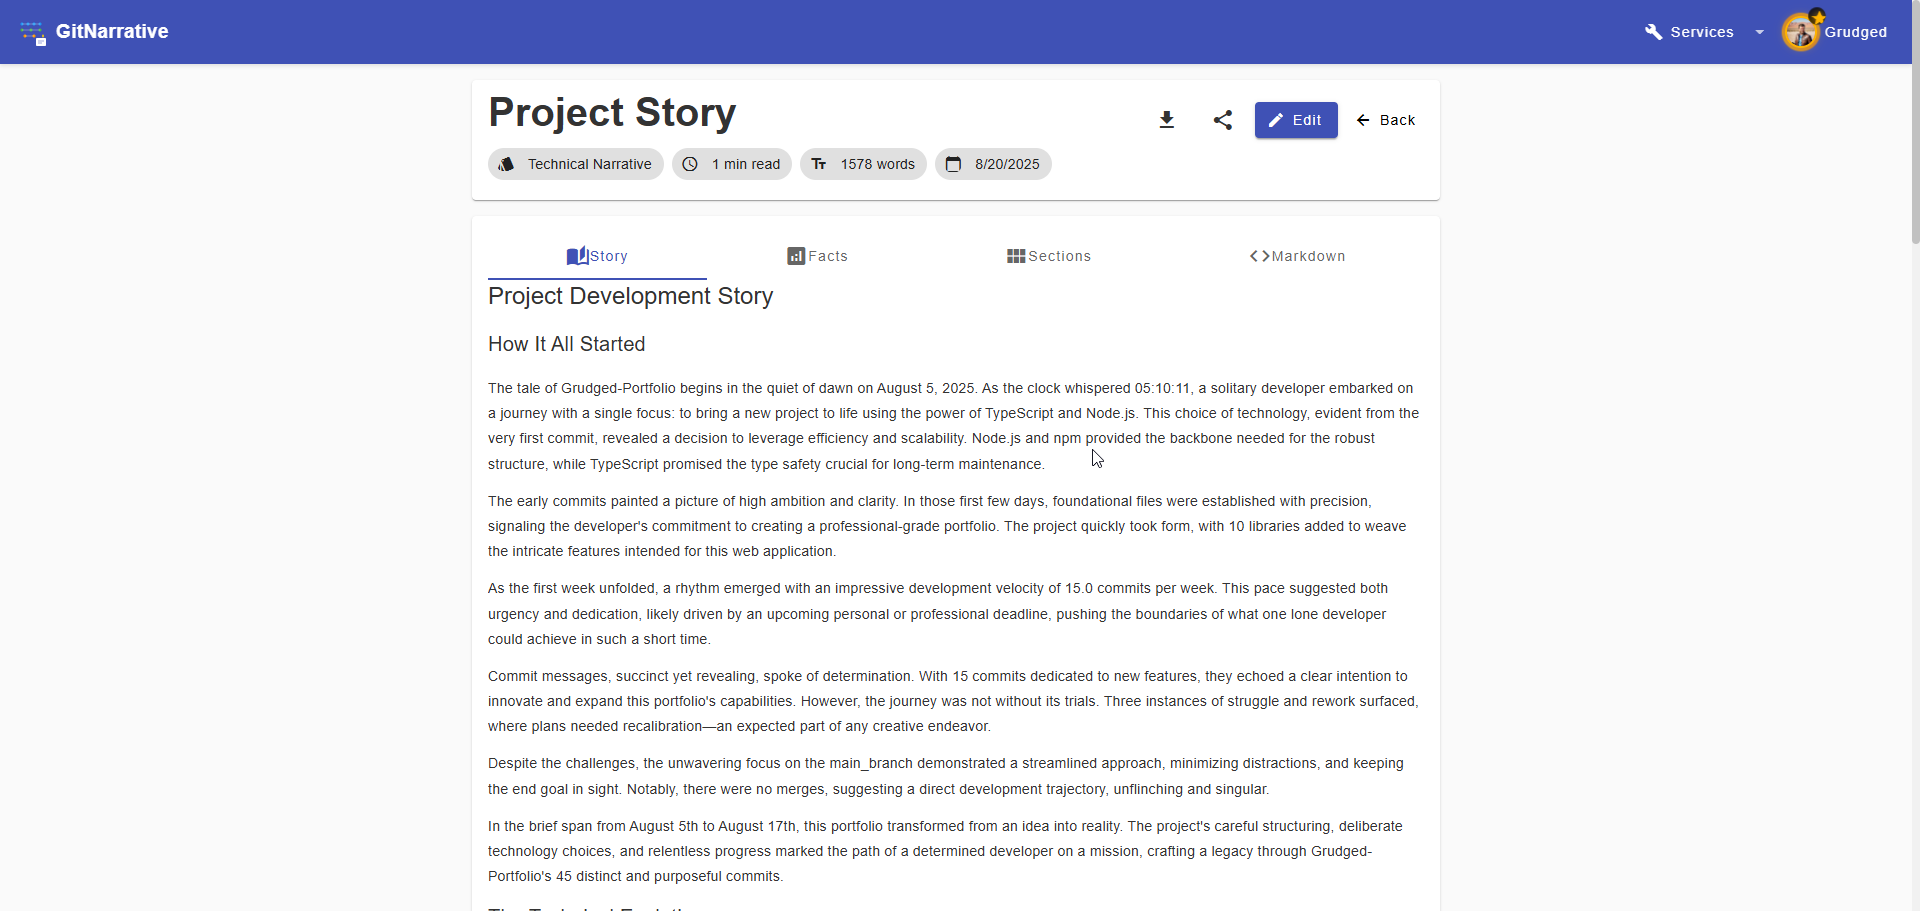 GitNarrative
Services
Grudged
Project Story
Edit
Back
Technical Narrative
1 min read
1578 words
8/20/2025
Story
Facts
Sections
Markdown
Project Development Story
How It All Started
The tale of Grudged-Portfolio begins in the quiet of dawn on August 5, 2025. As the clock whispered 05:10:11, a solitary developer embarked on
a journey with a single focus: to bring a new project to life using the power of TypeScript and Node.js. This choice of technology, evident from the
very first commit, revealed a decision to leverage efficiency and scalability. Node.js and npm provided the backbone needed for the robust
structure, while TypeScript promised the type safety crucial for long-term maintenance.
The early commits painted a picture of high ambition and clarity. In those first few days, foundational files were established with precision,
signaling the developer's commitment to creating a professional-grade portfolio. The project quickly took form, with 10 libraries added to weave
the intricate features intended for this web application.
As the first week unfolded, a rhythm emerged with an impressive development velocity of 15.0 commits per week. This pace suggested both
urgency and dedication, likely driven by an upcoming personal or professional deadline, pushing the boundaries of what one lone developer
could achieve in such a short time.
Commit messages, succinct yet revealing, spoke of determination. With 15 commits dedicated to new features, they echoed a clear intention to
innovate and expand this portfolio's capabilities. However, the journey was not without its trials. Three instances of struggle and rework surfaced,
where plans needed recalibration—an expected part of any creative endeavor.
Despite the challenges, the unwavering focus on the main_branch demonstrated a streamlined approach, minimizing distractions, and keeping
the end goal in sight. Notably, there were no merges, suggesting a direct development trajectory, unflinching and singular.
In the brief span from August 5th to August 17th, this portfolio transformed from an idea into reality. The project's careful structuring, deliberate
technology choices, and relentless progress marked the path of a determined developer on a mission, crafting a legacy through Grudged-
Portfolio's 45 distinct and purposeful commits.